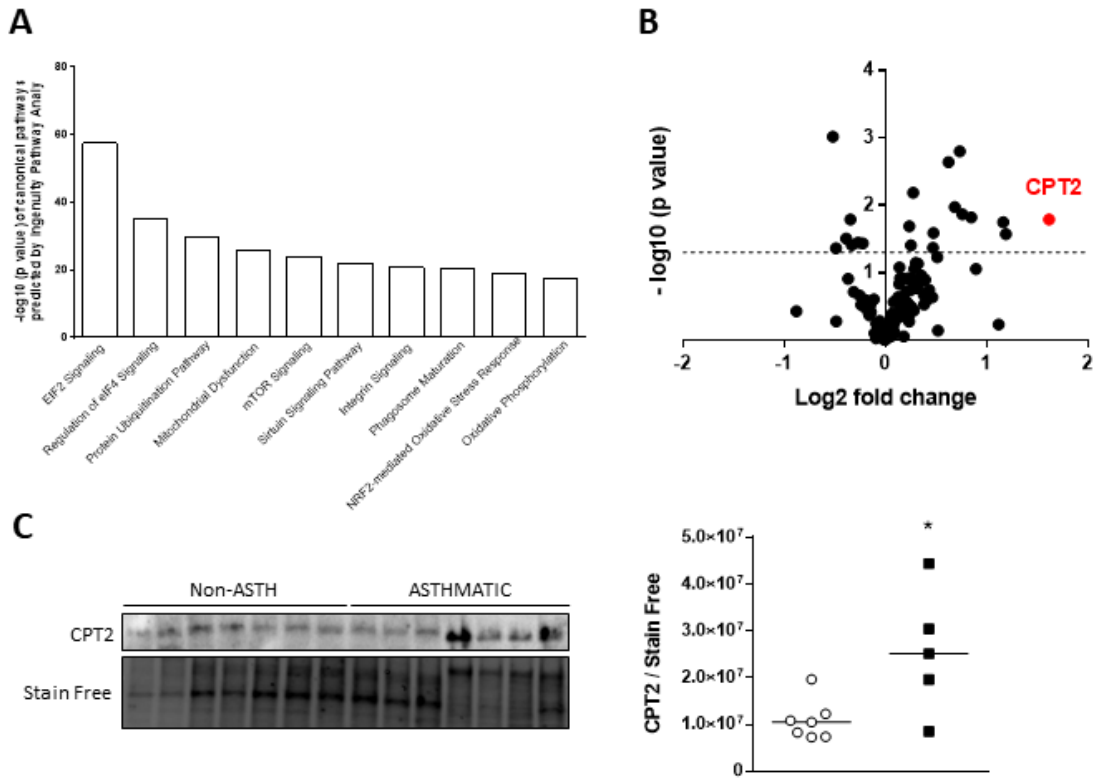 A
-log10 (p value) of canonical pathways
predicted by Ingenuity Pathway Analy
80
60
40
20
0
EIF2 Signaling
Regulation of eIF4 Signaling
Protein Ubiquitination Pathway
Mitochondrial Dysfunction
mTOR Signaling
Sirtuin Signaling Pathway
Integrin Signaling
Phagosome Maturation
NRF2-mediated Oxidative Stress Response
Oxidative Phosphorylation
B
- log10 (p value)
4
3
2
1
CPT2
-2 -1 0 1 2
Log2 fold change
C
Non-ASTH ASTHMATIC
CPT2
Stain Free
CPT2 / Stain Free
5.0×10⁷
4.0×10⁷
3.0×10⁷
2.0×10⁷
1.0×10⁷
0
*